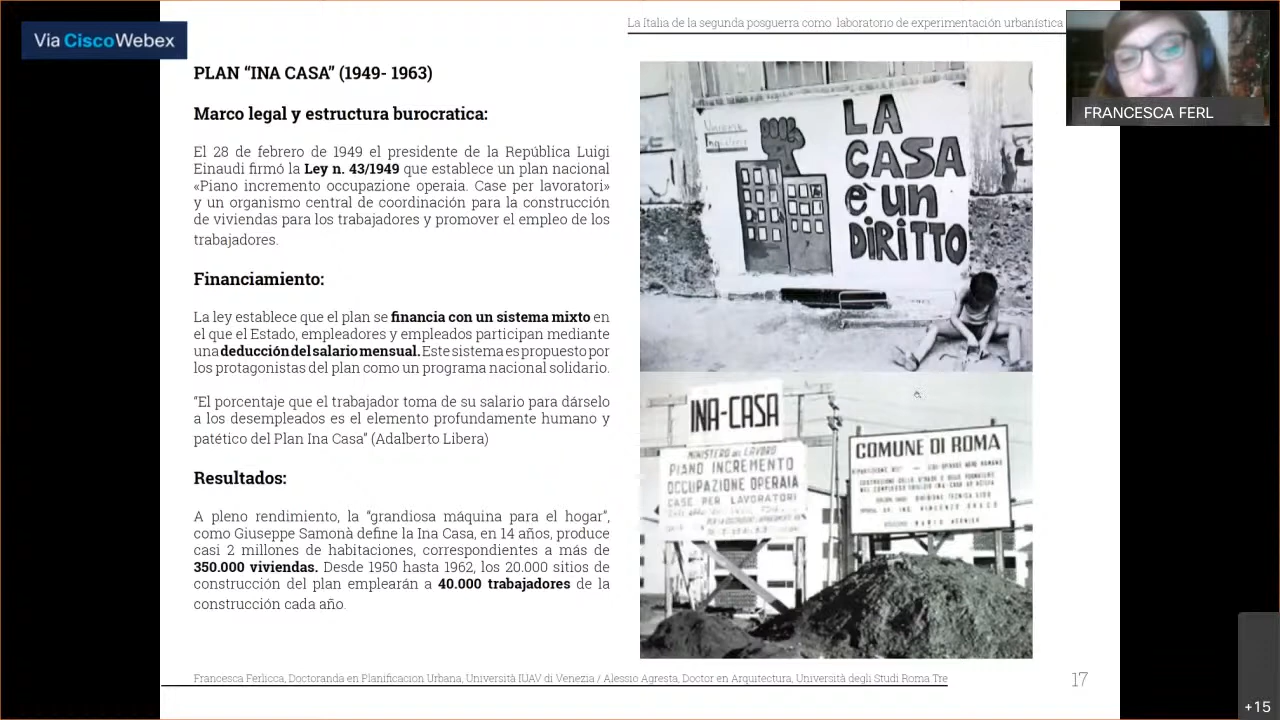 La Italia de la segunda posguerra como laboratorio de experimentación urbanística
Via Cisco Webex
FRANCESCA FERL
PLAN “INA CASA” (1949- 1963)
Marco legal y estructura burocratica:
El 28 de febrero de 1949 el presidente de la República Luigi
Einaudi firmó la Ley n. 43/1949 que establece un plan nacional
«Piano incremento occupazione operaia. Case per lavoratori»
y un organismo central de coordinación para la construcción
de viviendas para los trabajadores y promover el empleo de los
trabajadores.
Financiamiento:
La ley establece que el plan se financia con un sistema mixto en
el que el Estado, empleadores y empleados participan mediante
una deducción del salario mensual. Este sistema es propuesto por
los protagonistas del plan como un programa nacional solidario.
“El porcentaje que el trabajador toma de su salario para dárselo
a los desempleados es el elemento profundamente humano y
patético del Plan Ina Casa” (Adalberto Libera)
Resultados:
A pleno rendimiento, la “grandiosa máquina para el hogar”,
como Giuseppe Samonà define la Ina Casa, en 14 años, produce
casi 2 millones de habitaciones, correspondientes a más de
350.000 viviendas. Desde 1950 hasta 1962, los 20.000 sitios de
construcción del plan emplearán a 40.000 trabajadores de la
construcción cada año.
LA
CASA
è un
DIRITTO
INA-CASA
MINISTERO del LAVORO
PIANO INCREMENTO
OCCUPAZIONE OPERAIA
CASE PER LAVORATORI
COMUNE DI ROMA
Francesca Ferlicca, Doctoranda en Planificacion Urbana, Università IUAV di Venezia / Alessio Agresta, Doctor en Arquitectura, Università degli Studi Roma Tre
17
+15